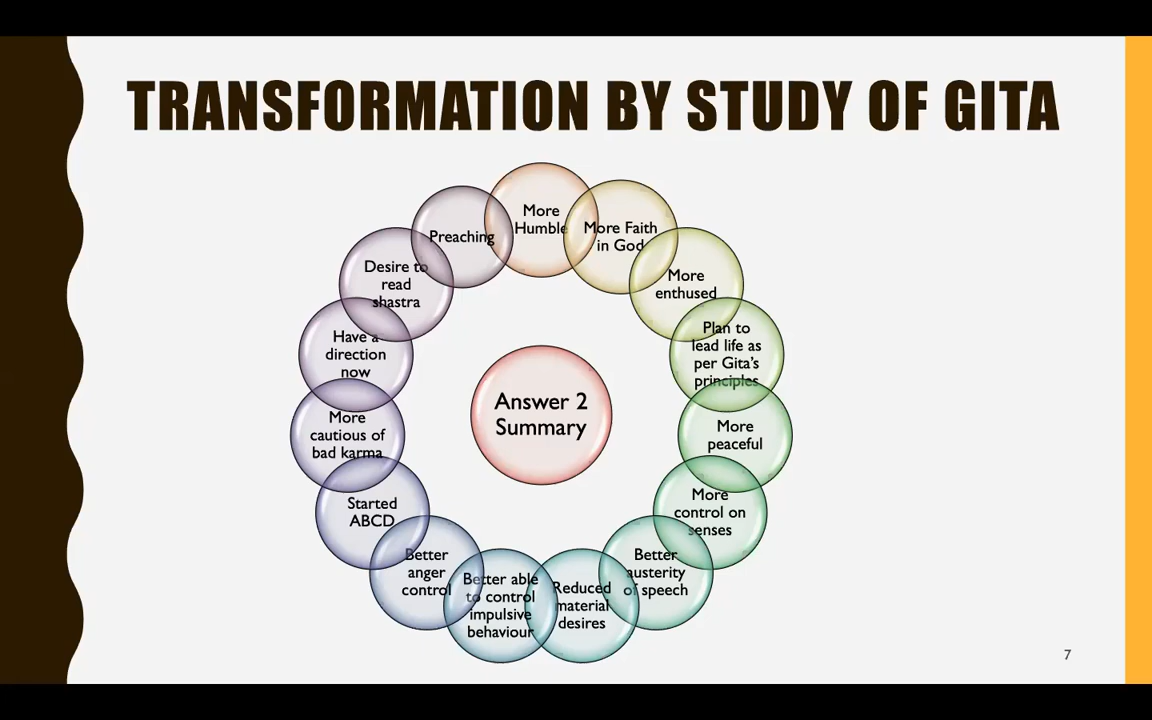 TRANSFORMATION BY STUDY OF GITA
More
Humble
More Faith
in God
More
enthused
Plan to
lead life as
per Gita's
principles
More
peaceful
More
control on
senses
Better
austerity
of speech
Reduced
material
desires
Better able
to control
impulsive
behaviour
Better
anger
control
Started
ABCD
More
cautious of
bad karma
Have a
direction
now
Desire to
read
shastra
Preaching
Answer 2
Summary
7